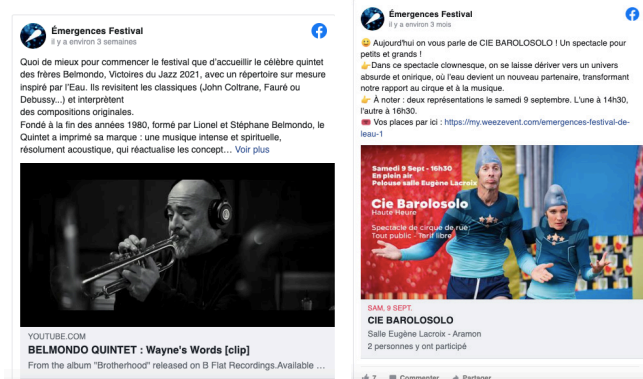 Émergences Festival
il y a environ 3 semaines
Quoi de mieux pour commencer le festival que d'accueillir le célèbre quintet
des frères Belmondo, Victoires du Jazz 2021, avec un répertoire sur mesure
inspiré par l'Eau. Ils revisitent les classiques (John Coltrane, Fauré ou
Debussy...) et interprètent
des compositions originales.
Fondé à la fin des années 1980, formé par Lionel et Stéphane Belmondo, le
Quintet a imprimé sa marque : une musique intense et spirituelle,
résolument acoustique, qui réactualise les concept… Voir plus
YOUTUBE.COM
BELMONDO QUINTET : Wayne's Words [clip]
From the album "Brotherhood" released on B Flat Recordings.Available …
Émergences Festival
il y a environ 3 mois
Aujourd'hui on vous parle de CIE BAROLOSOLO ! Un spectacle pour
petits et grands !
Dans ce spectacle clownesque, on se laisse dériver vers un univers
absurde et onirique, où l'eau devient un nouveau partenaire, transformant
notre rapport au cirque et à la musique.
À noter : deux représentations le samedi 9 septembre. L'une à 14h30,
l'autre à 16h30.
Vos places par ici : https://my.weezevent.com/emergences-festival-de-
leau-1
Samedi 9 Sept - 16h30
En plein air
Pelouse salle Eugène Lacroix
Cie Barolosolo
Haute Heure
Spectacle de cirque de rue
Tout public - Tarif libre
SAM, 9 SEPT.
CIE BAROLOSOLO
Salle Eugène Lacroix - Aramon
2 personnes y ont participé
7 Commenter Partager